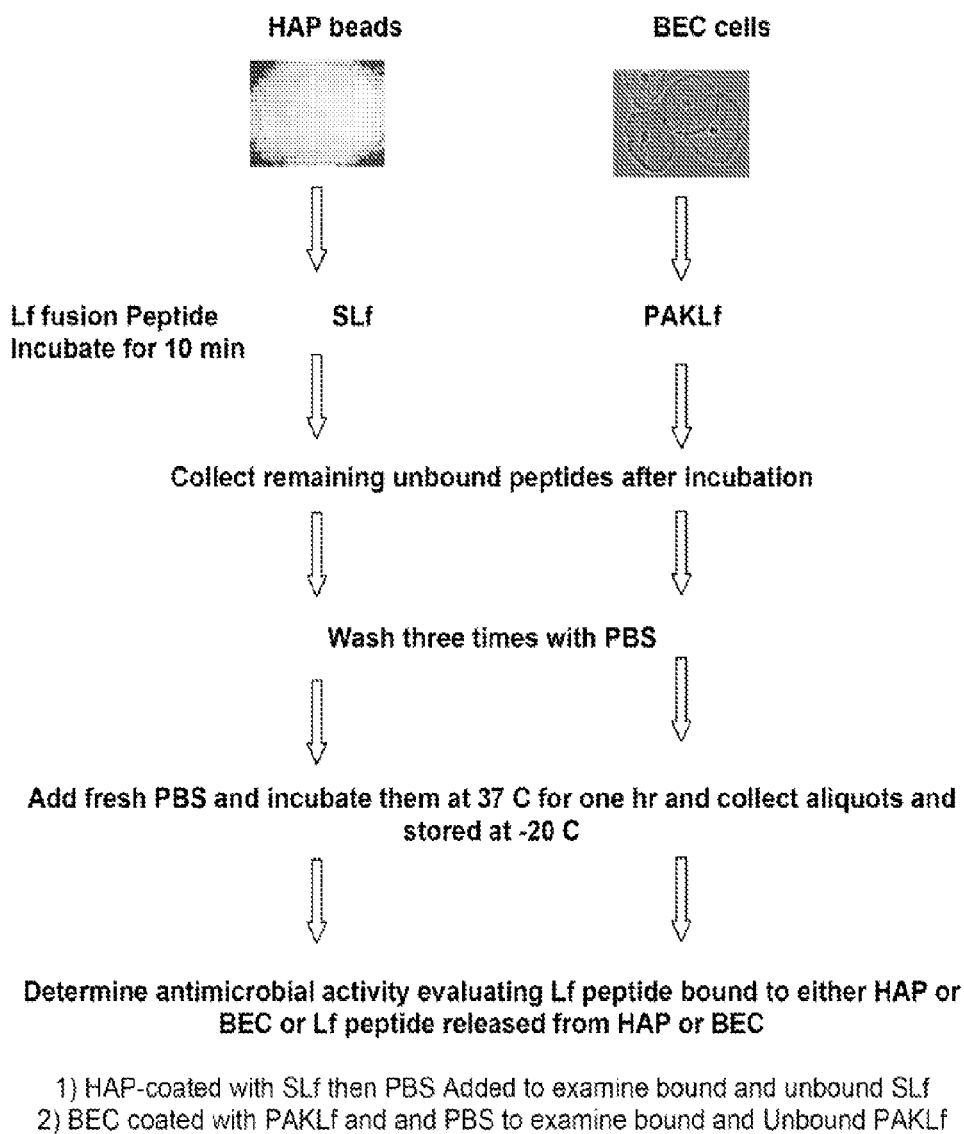 HAP beads BEC cells
Lf fusion Peptide SLf PAKLf
Incubate for 10 min
Collect remaining unbound peptides after incubation
Wash three times with PBS
Add fresh PBS and incubate them at 37 C for one hr and collect aliquots and
stored at -20 C
Determine antimicrobial activity evaluating Lf peptide bound to either HAP or
BEC or Lf peptide released from HAP or BEC
1) HAP-coated with SLf then PBS Added to examine bound and unbound SLf
2) BEC coated with PAKLf and and PBS to examine bound and Unbound PAKLf